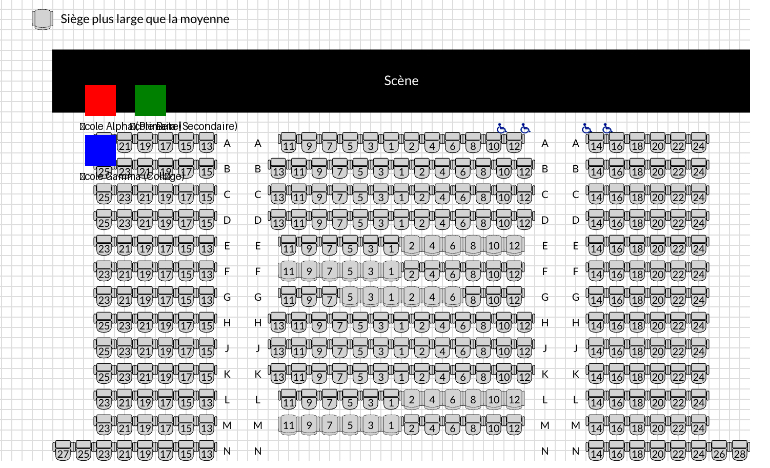 Siège plus large que la moyenne
Scène
21 19 17 15 13 A A 11 9 7 5 3 1 2 4 6 8 10 12 A A 14 16 18 20 22 24
25 23 21 19 17 15 B B 13 11 9 7 5 3 1 2 4 6 8 10 12 B B 14 16 18 20 22 24
25 23 21 19 17 15 C C 13 11 9 7 5 3 1 2 4 6 8 10 12 C C 14 16 18 20 22 24
25 23 21 19 17 15 D D 13 11 9 7 5 3 1 2 4 6 8 10 12 D D 14 16 18 20 22 24
23 21 19 17 15 13 E E 11 9 7 5 3 1 2 4 6 8 10 12 E E 14 16 18 20 22 24
23 21 19 17 15 13 F F 11 9 7 5 3 1 2 4 6 8 10 12 F F 14 16 18 20 22 24
23 21 19 17 15 13 G G 11 9 7 5 3 1 2 4 6 8 10 12 G G 14 16 18 20 22 24
25 23 19 17 15 H H 13 11 9 7 5 3 1 2 4 6 8 10 12 H H 14 16 18 20 22 24
25 23 19 17 15 J J 13 11 9 7 5 3 1 2 4 6 8 10 12 J J 14 16 18 20 22 24
25 23 19 17 15 K K 13 11 9 7 5 3 1 2 4 6 8 10 12 K K 14 16 18 20 22 24
23 21 19 17 15 13 L L 11 9 7 5 3 1 2 4 6 8 10 12 L L 14 16 18 20 22 24
23 21 19 17 15 13 M M 11 9 7 5 3 1 2 4 6 8 10 12 M M 14 16 18 20 22 24
27 25 23 21 19 17 15 N N N N 14 16 18 20 22 24 26 28